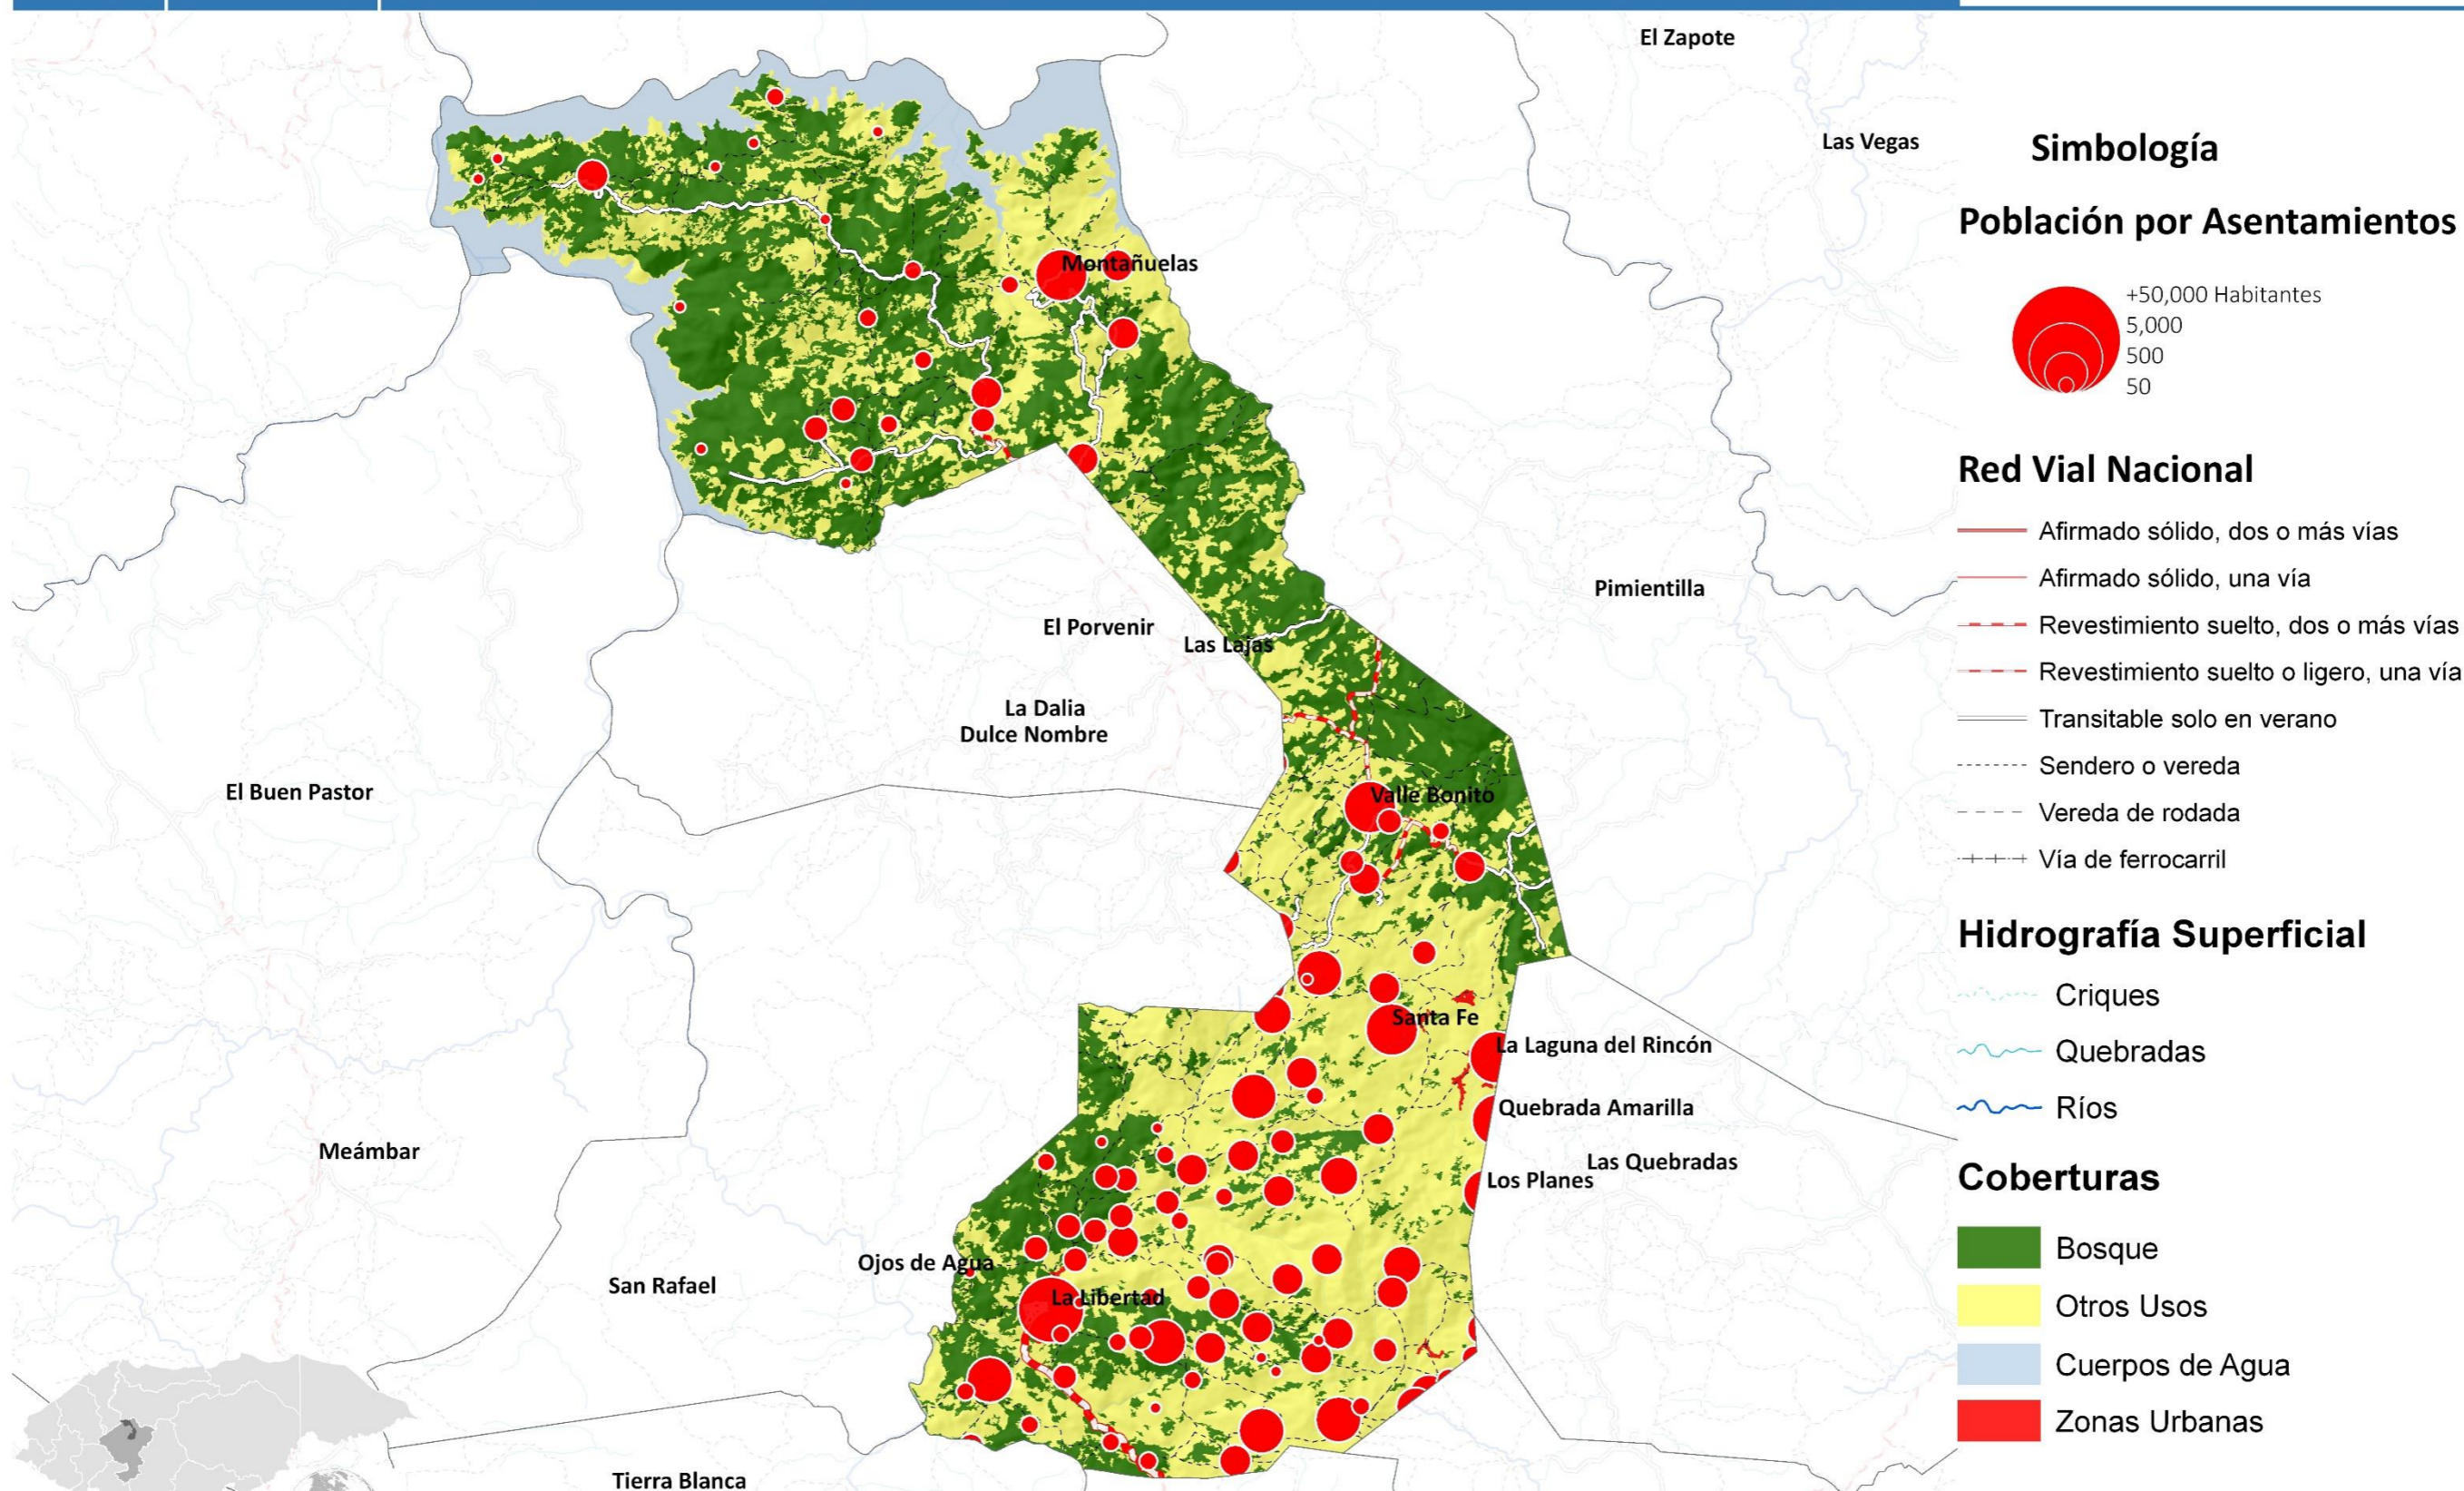 El Zapote
Las Vegas
Montañuelas
Pimientilla
El Porvenir
Las Lajas
La Dalia
Dulce Nombre
El Buen Pastor
Valle Bonito
Santa Fe
La Laguna del Rincón
Quebrada Amarilla
Meámbar
Las Quebradas
Los Planes
Ojos de Agua
San Rafael
La Libertad
Tierra Blanca
Simbología
Población por Asentamientos
+50,000 Habitantes
5,000
500
50
Red Vial Nacional
Afirmado sólido, dos o más vías
Afirmado sólido, una vía
Revestimiento suelto, dos o más vías
Revestimiento suelto o ligero, una vía
Transitable solo en verano
Sendero o vereda
Vereda de rodada
Vía de ferrocarril
Hidrografía Superficial
Criques
Quebradas
Ríos
Coberturas
Bosque
Otros Usos
Cuerpos de Agua
Zonas Urbanas